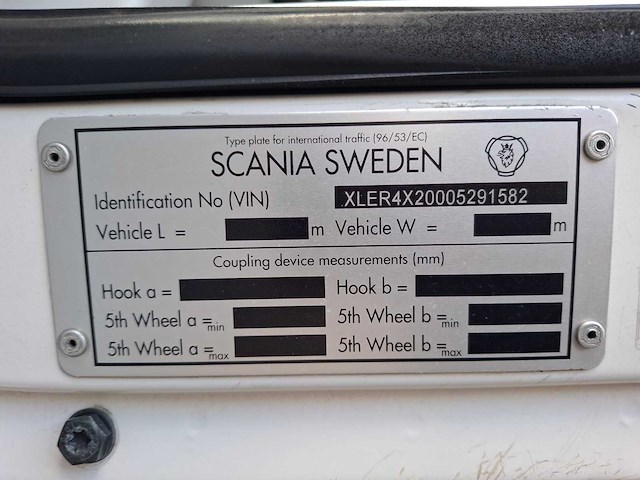 Type plate for international traffic (96/53/EC)
SCANIA SWEDEN
Identification No (VIN) XLER4X20005291582
Vehicle L = m Vehicle W = m
Coupling device measurements (mm)
Hook a = Hook b =
5th Wheel a =min 5th Wheel b =min
5th Wheel a =max 5th Wheel b =max